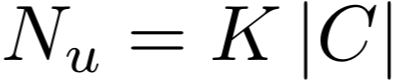 N_u = K |C|